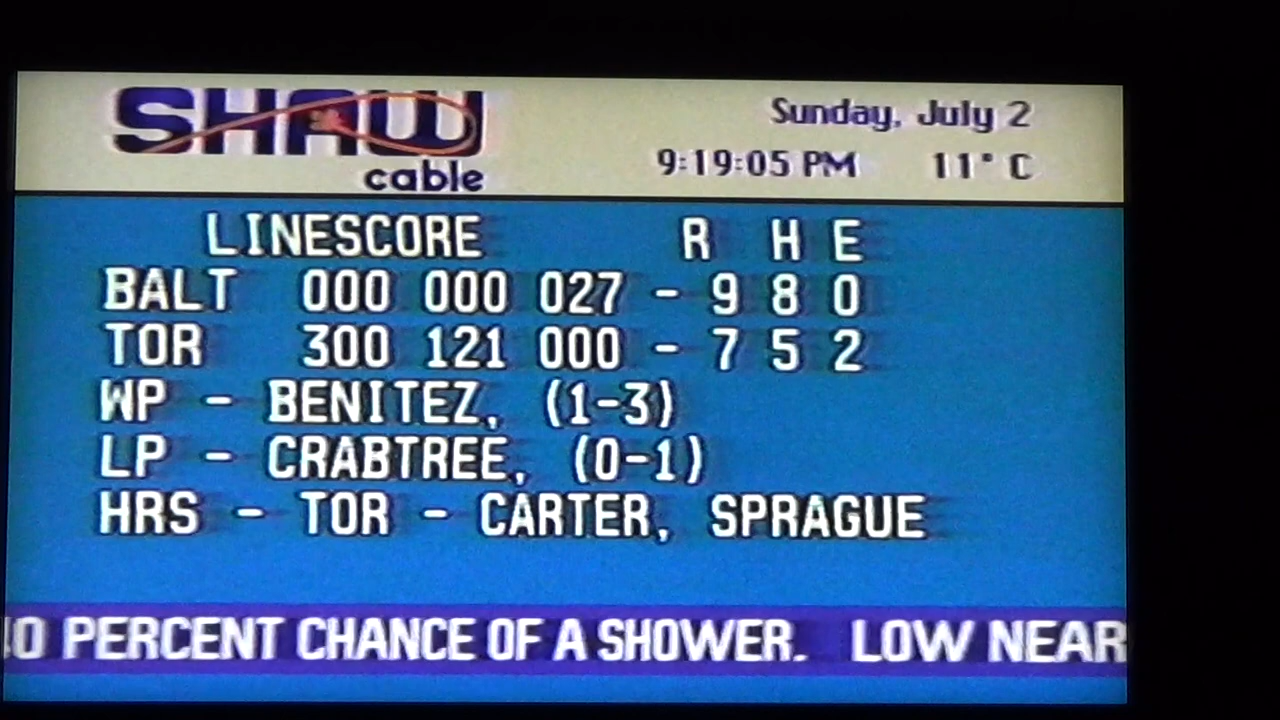 SHAW
cable
Sunday, July 2
9:19:05 PM 11° C
LINESCORE R H E
BALT 000 000 027 - 9 8 0
TOR 300 121 000 - 7 5 2
WP - BENITEZ, (1-3)
LP - CRABTREE, (0-1)
HRS - TOR - CARTER, SPRAGUE
PERCENT CHANCE OF A SHOWER. LOW NEAR